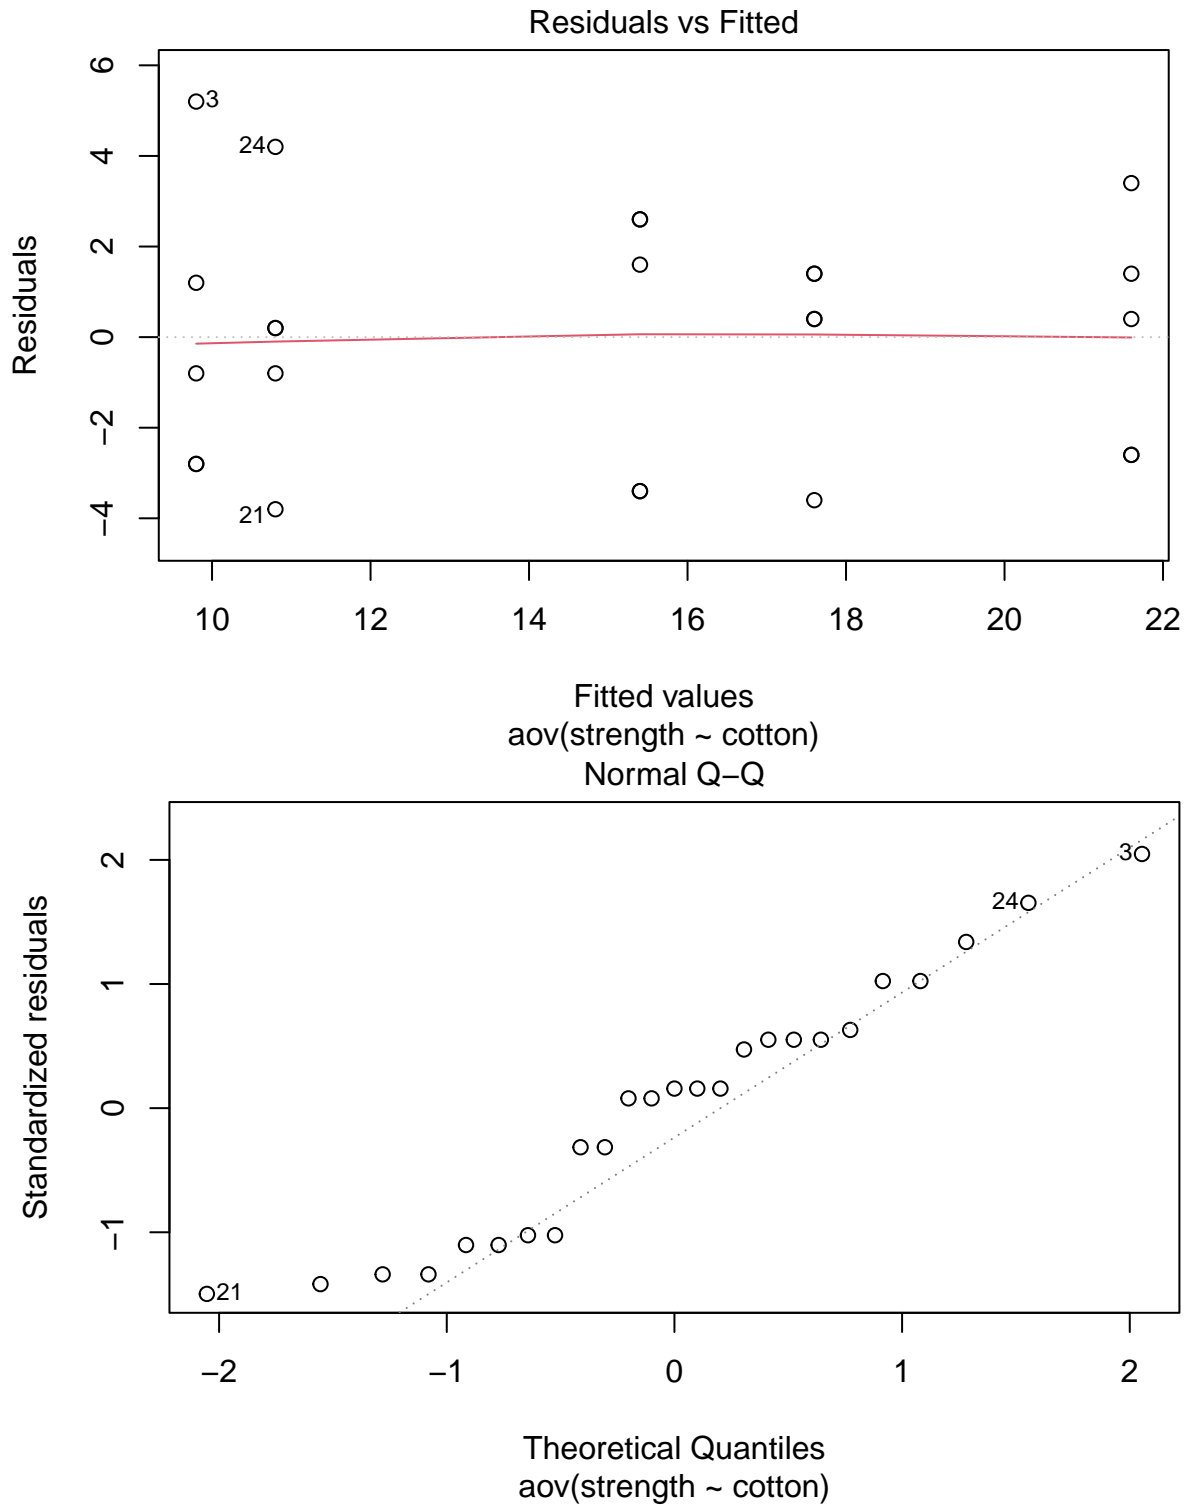 Residuals vs Fitted
6
4
2
0
−2
−4
Residuals
3
24
21
10 12 14 16 18 20 22
Fitted values
aov(strength ~ cotton)
Normal Q−Q
2
1
0
−1
Standardized residuals
3
24
21
−2 −1 0 1 2
Theoretical Quantiles
aov(strength ~ cotton)